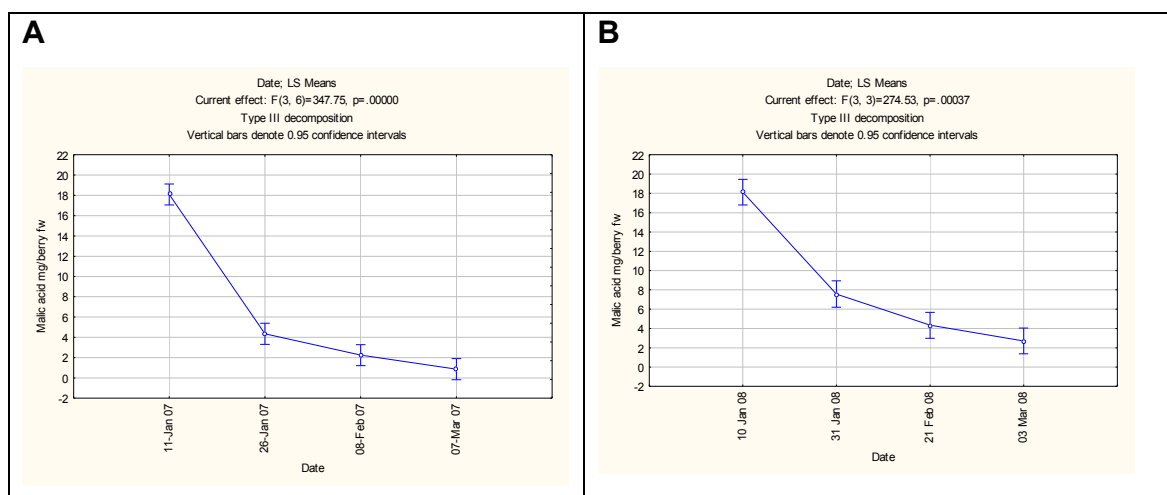 A
Date; LS Means
Current effect: F(3, 6)=347.75, p=.00000
Type III decomposition
Vertical bars denote 0.95 confidence intervals
22
20
18
16
14
12
10
8
6
4
2
0
-2
Malic acid mg/berry fw
11-Jan 07
26-Jan 07
08-Feb 07
07-Mar 07
Date
B
Date; LS Means
Current effect: F(3, 3)=274.53, p=.00037
Type III decomposition
Vertical bars denote 0.95 confidence intervals
22
20
18
16
14
12
10
8
6
4
2
0
-2
Malic acid mg/berry fw
10 Jan 08
31 Jan 08
21 Feb 08
03 Mar 08
Date